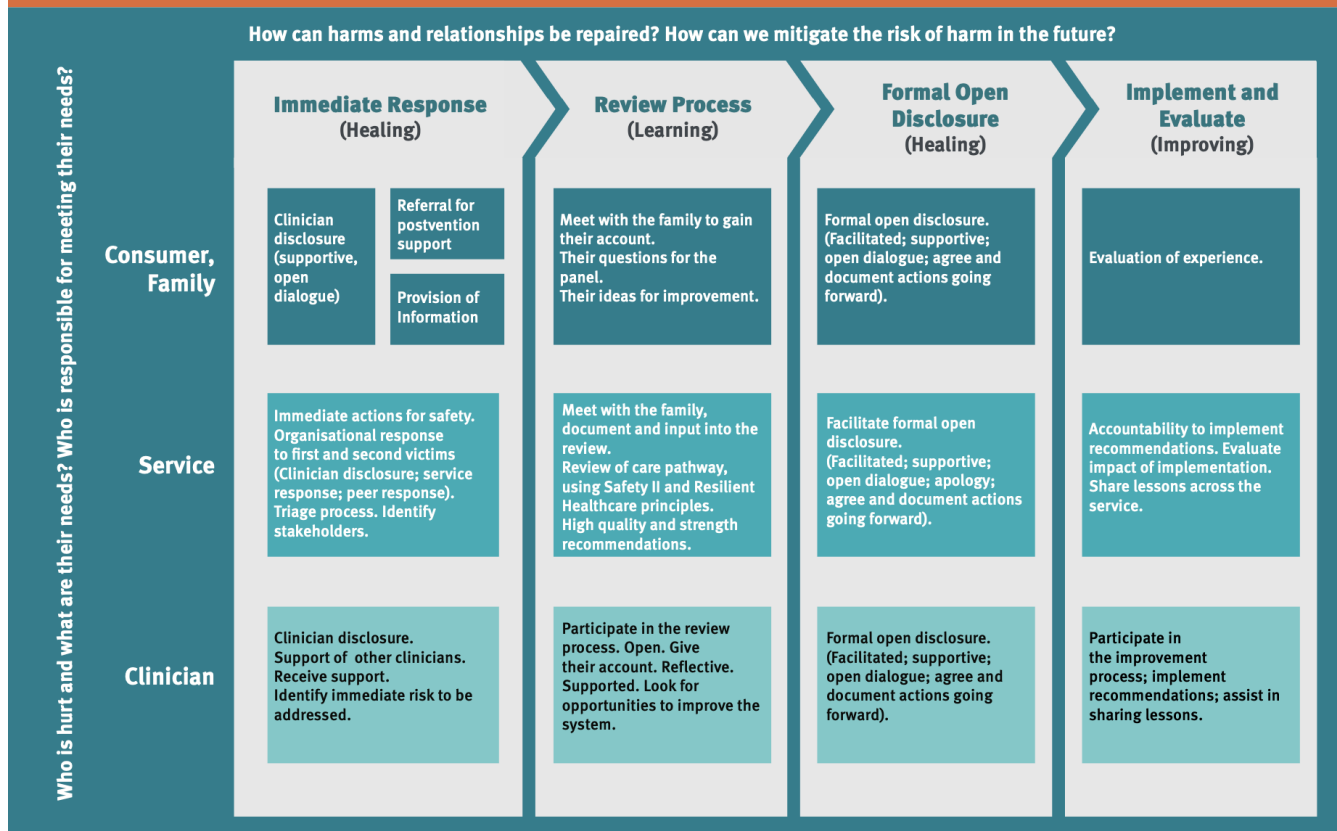 How can harms and relationships be repaired? How can we mitigate the risk of harm in the future?
Who is hurt and what are their needs? Who is responsible for meeting their needs?
Immediate Response
(Healing)
Review Process
(Learning)
Formal Open
Disclosure
(Healing)
Implement and
Evaluate
(Improving)
Consumer,
Family
Clinician
disclosure
(supportive,
open
dialogue)
Referral for
postvention
support
Provision of
Information
Meet with the family to gain
their account.
Their questions for the
panel.
Their ideas for improvement.
Formal open disclosure.
(Facilitated; supportive;
open dialogue; agree and
document actions going
forward).
Evaluation of experience.
Service
Immediate actions for safety.
Organisational response
to first and second victims
(Clinician disclosure; service
response; peer response).
Triage process. Identify
stakeholders.
Meet with the family,
document and input into the
review.
Review of care pathway,
using Safety II and Resilient
Healthcare principles.
High quality and strength
recommendations.
Facilitate formal open
disclosure.
(Facilitated; supportive;
open dialogue; apology;
agree and document actions
going forward).
Accountability to implement
recommendations. Evaluate
impact of implementation.
Share lessons across the
service.
Clinician
Clinician disclosure.
Support of other clinicians.
Receive support.
Identify immediate risk to be
addressed.
Participate in the review
process. Open. Give
their account. Reflective.
Supported. Look for
opportunities to improve the
system.
Formal open disclosure.
(Facilitated; supportive;
open dialogue; agree and
document actions going
forward).
Participate in
the improvement
process; implement
recommendations; assist in
sharing lessons.